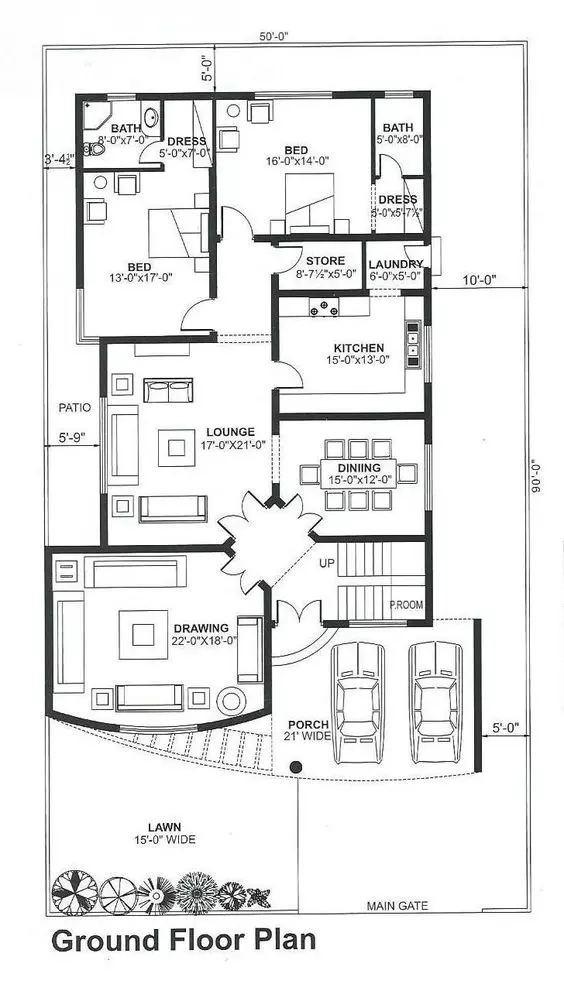 50'-0"
5'-0"
BATH
8'-0"x7'-0"
DRESS
5'-0"x7'-0"
BED
16'-0"x14'-0"
BATH
5'-0"x8'-0"
3'-4½"
DRESS
5'-0"x5'-7½"
BED
13'-0"x17'-0"
STORE
8'-7½"x5'-0"
LAUNDRY
6'-0"x5'-0"
10'-0"
KITCHEN
15'-0"x13'-0"
PATIO
5'-9"
LOUNGE
17'-0"X21'-0"
DINIING
15'-0"x12'-0"
90'-0"
UP
P.ROOM
DRAWING
22'-0"X18'-0"
PORCH
21' WIDE
5'-0"
LAWN
15'-0" WIDE
MAIN GATE
Ground Floor Plan